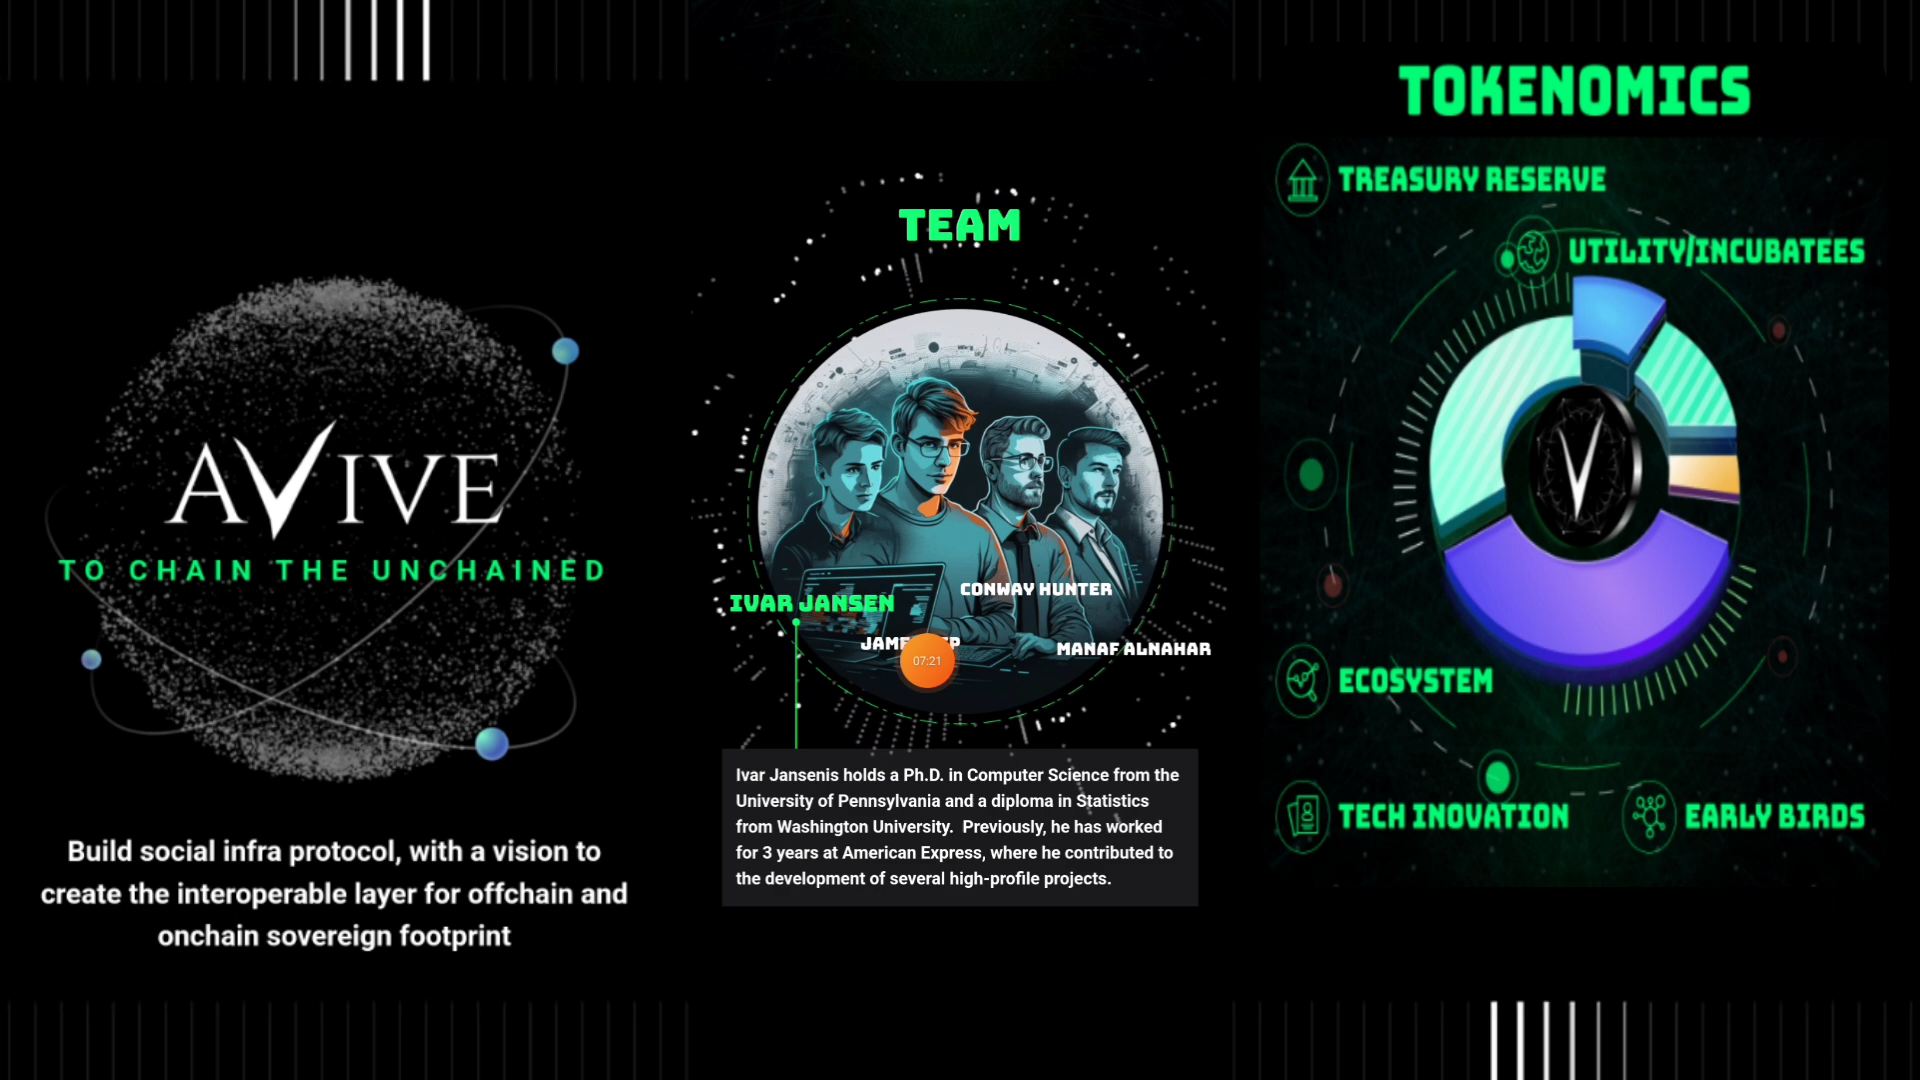 AVIVE
TO CHAIN THE UNCHAINED
Build social infra protocol, with a vision to
create the interoperable layer for offchain and
onchain sovereign footprint
TEAM
CONWAY HUNTER
IVAR JANSEN
MANAF ALNAHAR
07:21
Ivar Jansenis holds a Ph.D. in Computer Science from the
University of Pennsylvania and a diploma in Statistics
from Washington University. Previously, he has worked
for 3 years at American Express, where he contributed to
the development of several high-profile projects.
TOKENOMICS
TREASURY RESERVE
UTILITY/INCUBATEES
ECOSYSTEM
TECH INOVATION
EARLY BIRDS